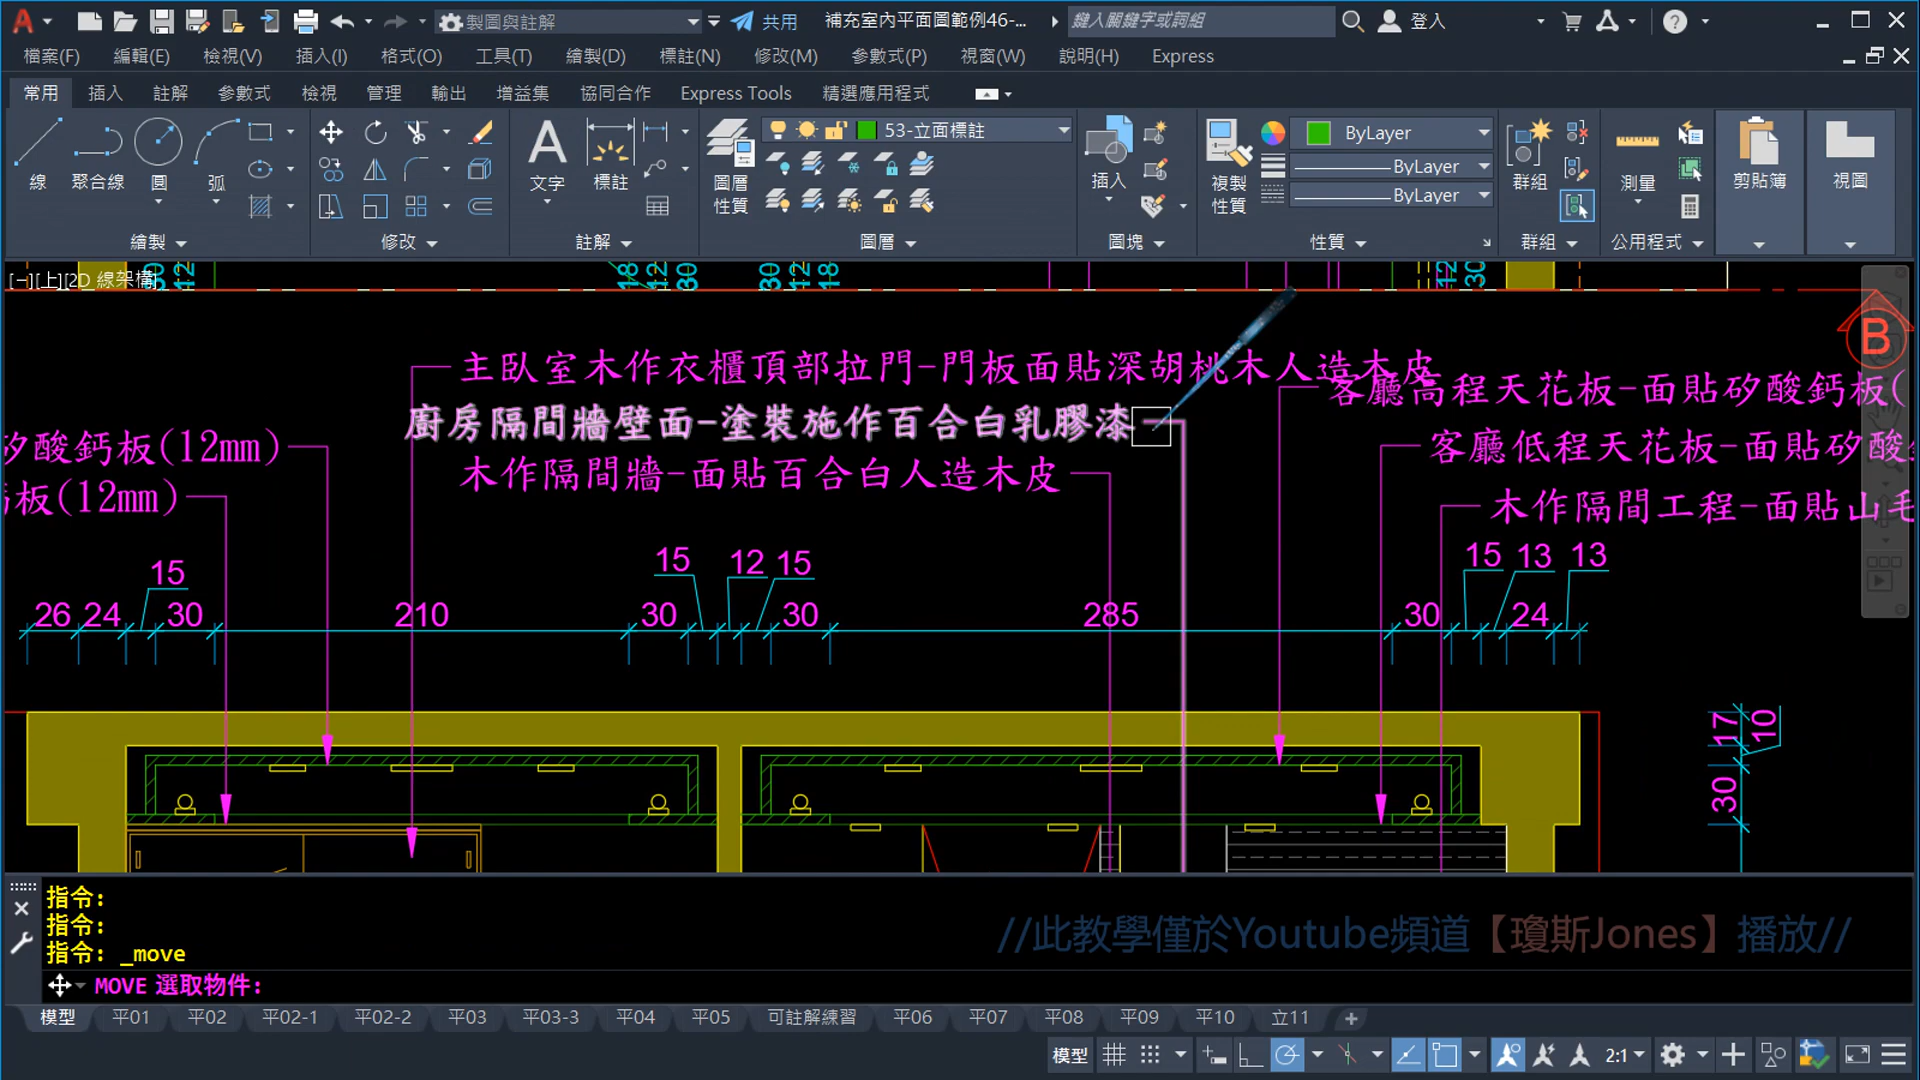 製圖與註解
共用
補充室內平面圖範例46-...
鍵入關鍵字或詞組
登入
檔案(F) 編輯(E) 檢視(V) 插入(I) 格式(O) 工具(T) 繪製(D) 標註(N) 修改(M) 參數式(P) 視窗(W) 說明(H) Express
常用 插入 註解 參數式 檢視 管理 輸出 增益集 協同合作 Express Tools 精選應用程式
53-立面標註
ByLayer
ByLayer
ByLayer
線 聚合線 圓 弧
文字 標註
圖層
性質
插入
複製
性質
群組
測量
剪貼簿
視圖
繪製 修改 註解 圖層 圖塊 性質 群組 公用程式
[−][上][2D 線架構]
30 12 18 12 30 30 12 18 12 30
B
主臥室木作衣櫃頂部拉門-門板面貼深胡桃木人造木皮
客廳高程天花板-面貼矽酸鈣板(
廚房隔間牆壁面-塗裝施作百合白乳膠漆
矽酸鈣板(12mm)
客廳低程天花板-面貼矽酸
木作隔間牆-面貼百合白人造木皮
鈣板(12mm)
木作隔間工程-面貼山毛
15 15 12 15 15 13 13
26 24 30 210 30 30 285 30 24
17 10
30
指令:
指令:
指令: _move
MOVE 選取物件:
//此教學僅於Youtube頻道【瓊斯Jones】播放//
模型 平01 平02 平02-1 平02-2 平03 平03-3 平04 平05 可註解練習 平06 平07 平08 平09 平10 立11 +
模型
2:1